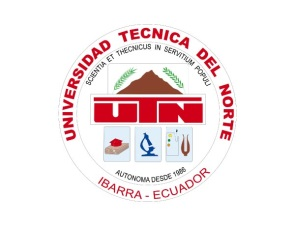 UNIVERSIDAD TECNICA DEL NORTE
SCIENTIA ET THECNICUS IN SERVITIUM POPULI
UTN
AUTONOMA DESDE 1986
IBARRA - ECUADOR